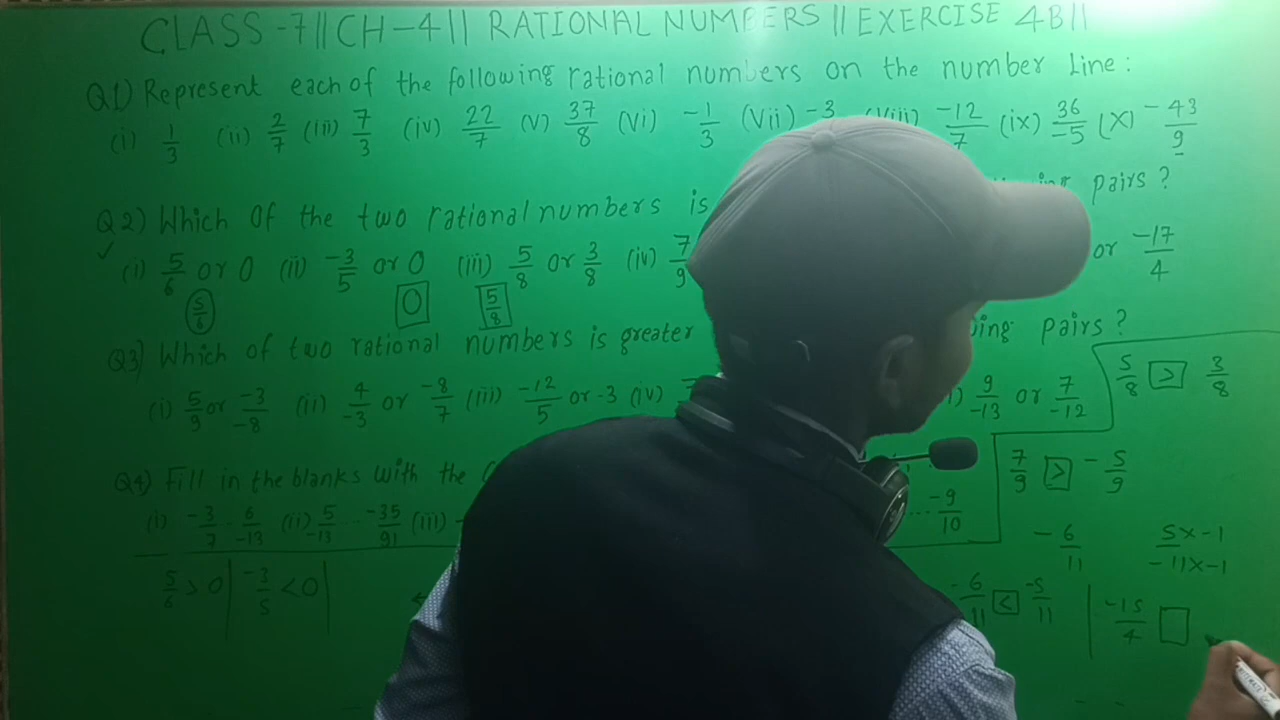 CLASS -7 || CH-4 || RATIONAL NUMBERS || EXERCISE 4B ||
Q1) Represent each of the following rational numbers on the number line:
(i) 1/3 (ii) 2/7 (iii) 7/3 (iv) 22/7 (v) 37/8 (vi) -1/3 (vii) -3 (viii) -12/7 (ix) 36/-5 (x) -43/9
Q2) Which of the two rational numbers is pairs?
(i) 5/6 or 0 (ii) -3/5 or 0 (iii) 5/8 or 3/8 (iv) 7/9 or -17/4
5/6 0 5/8
Q3) Which of two rational numbers is greater pairs?
(i) 5/9 or -3/-8 (ii) 4/-3 or -8/7 (iii) -12/5 or -3 (iv) 9/-13 or 7/-12
5/8 > 3/8
7/9 > -5/9
Q4) Fill in the blanks with the
(i) -3/7 .. 6/-13 (ii) 5/-13 ... -35/91 (iii) ... -9/10
-6/11 5x-1/-11x-1
5/6 > 0 | -3/5 < 0 | -6/11 < -5/11 | -15/4